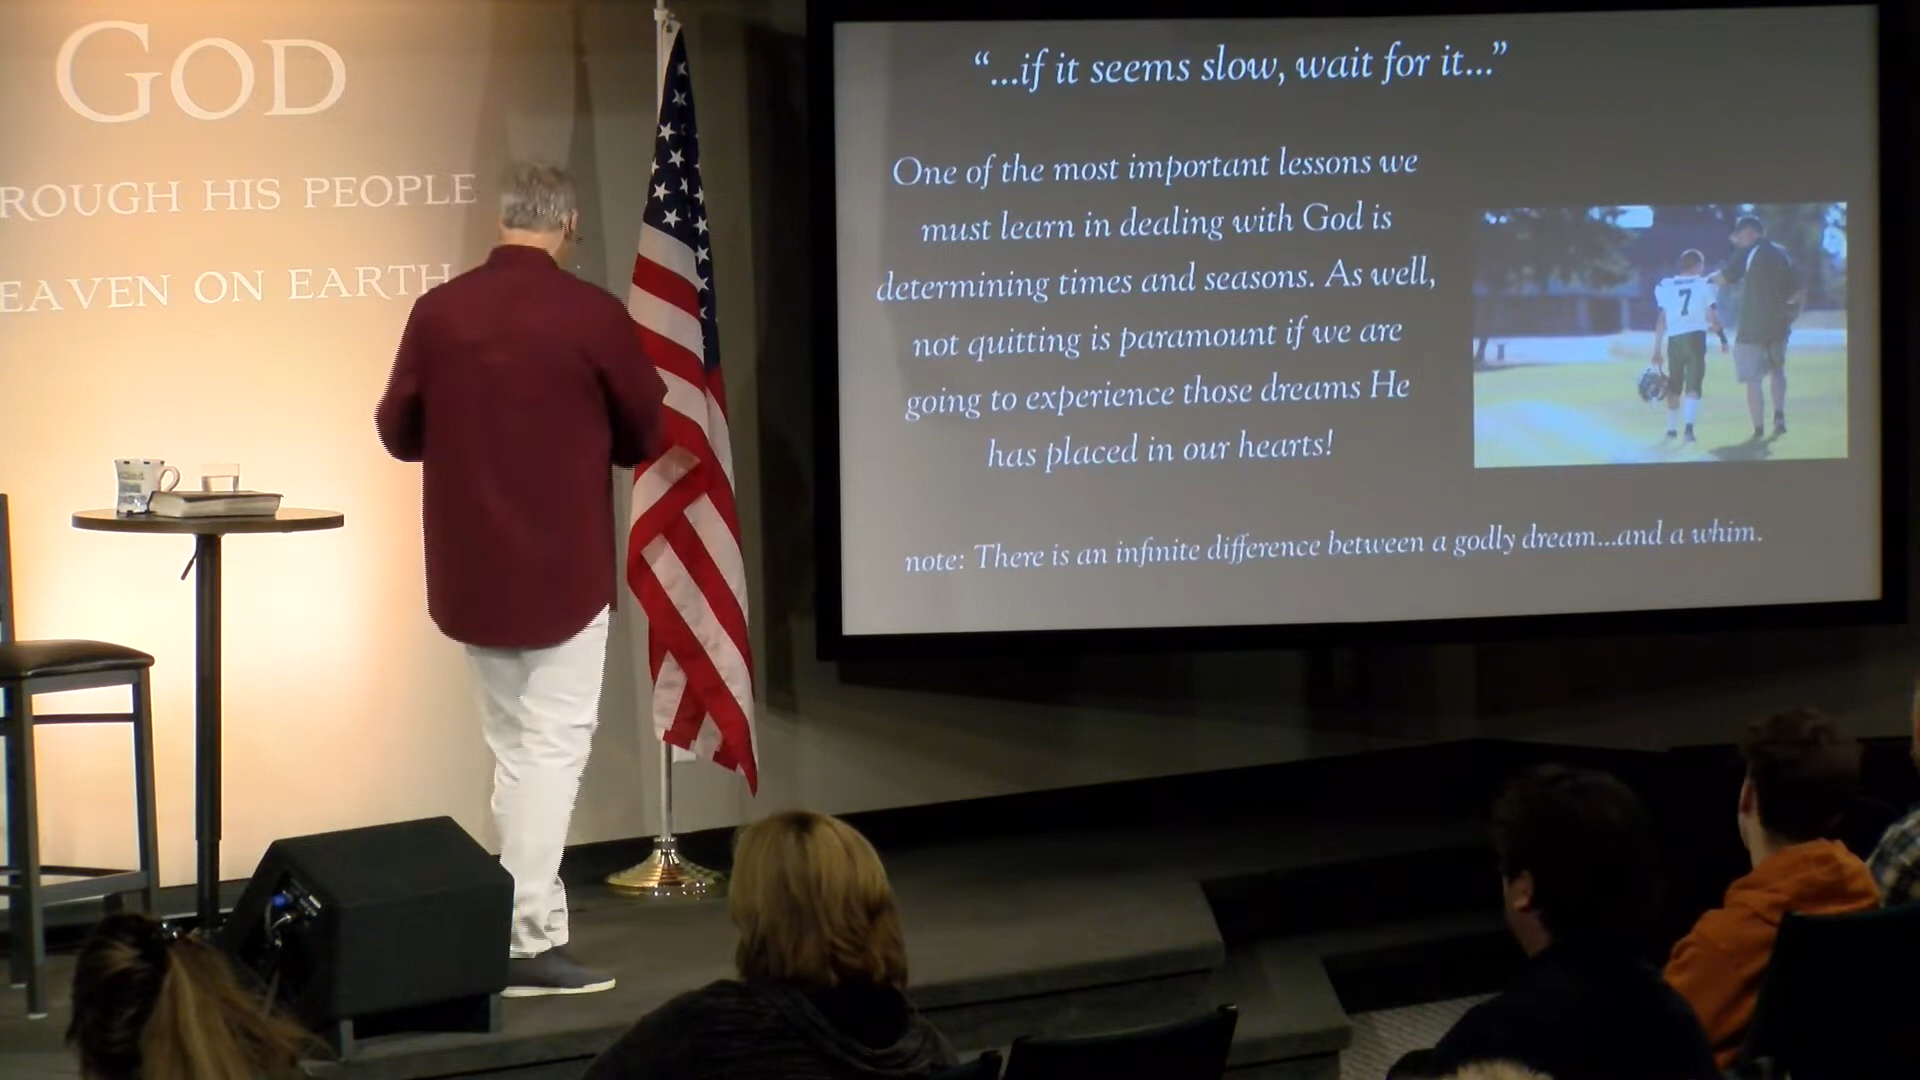 GOD
ROUGH HIS PEOPLE
EAVEN ON EARTH
“...if it seems slow, wait for it...”
One of the most important lessons we
must learn in dealing with God is
determining times and seasons. As well,
not quitting is paramount if we are
going to experience those dreams He
has placed in our hearts!
7
note: There is an infinite difference between a godly dream...and a whim.